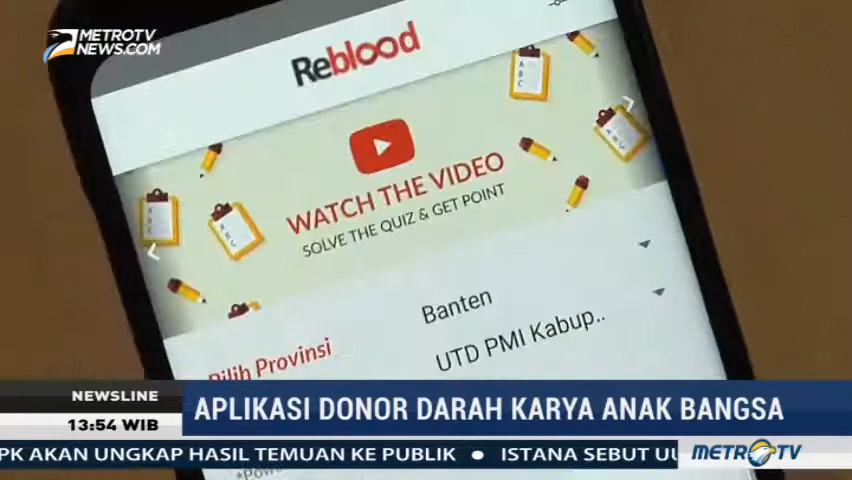 METROTV
NEWS.COM
Reblood
WATCH THE VIDEO
SOLVE THE QUIZ & GET POINT
Pilih Provinsi
Banten
UTD PMI Kabup..
NEWSLINE
13:54 WIB
APLIKASI DONOR DARAH KARYA ANAK BANGSA
PK AKAN UNGKAP HASIL TEMUAN KE PUBLIK ● ISTANA SEBUT UU
METROTV